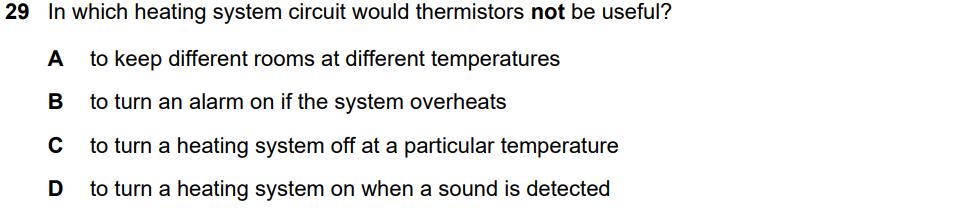 29 In which heating system circuit would thermistors not be useful?
A to keep different rooms at different temperatures
B to turn an alarm on if the system overheats
C to turn a heating system off at a particular temperature
D to turn a heating system on when a sound is detected